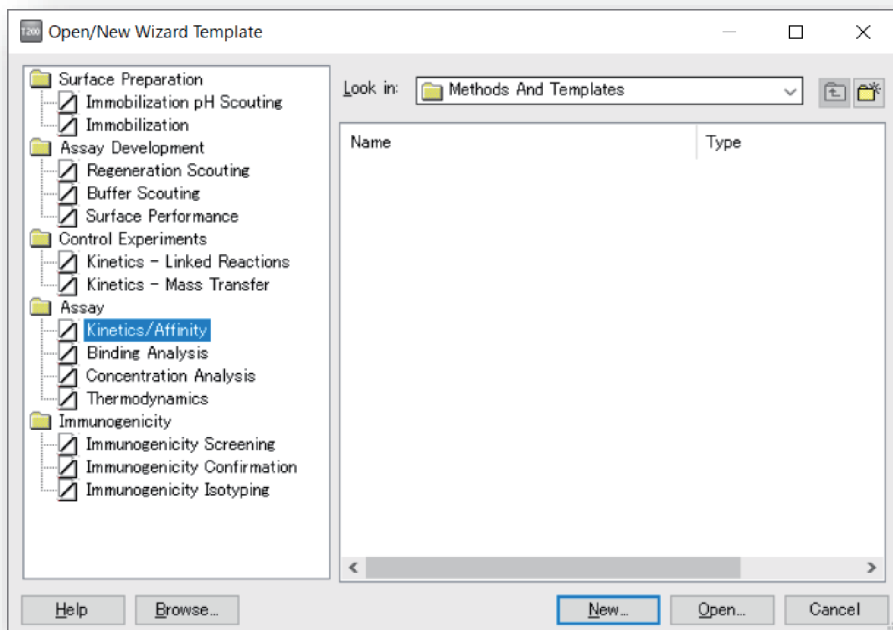 T200 Open/New Wizard Template
Surface Preparation
Immobilization pH Scouting
Immobilization
Assay Development
Regeneration Scouting
Buffer Scouting
Surface Performance
Control Experiments
Kinetics - Linked Reactions
Kinetics - Mass Transfer
Assay
Kinetics/Affinity
Binding Analysis
Concentration Analysis
Thermodynamics
Immunogenicity
Immunogenicity Screening
Immunogenicity Confirmation
Immunogenicity Isotyping
Look in: Methods And Templates
Name Type
Help Browse... New... Open... Cancel